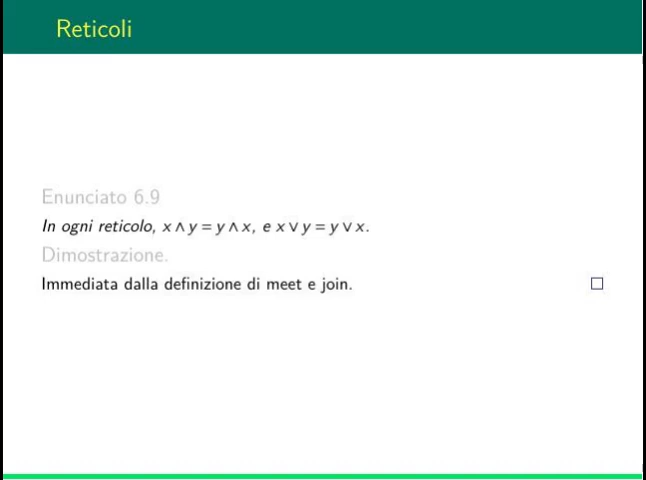 Reticoli
Enunciato 6.9
In ogni reticolo, x ∧ y = y ∧ x, e x ∨ y = y ∨ x.
Dimostrazione.
Immediata dalla definizione di meet e join. □